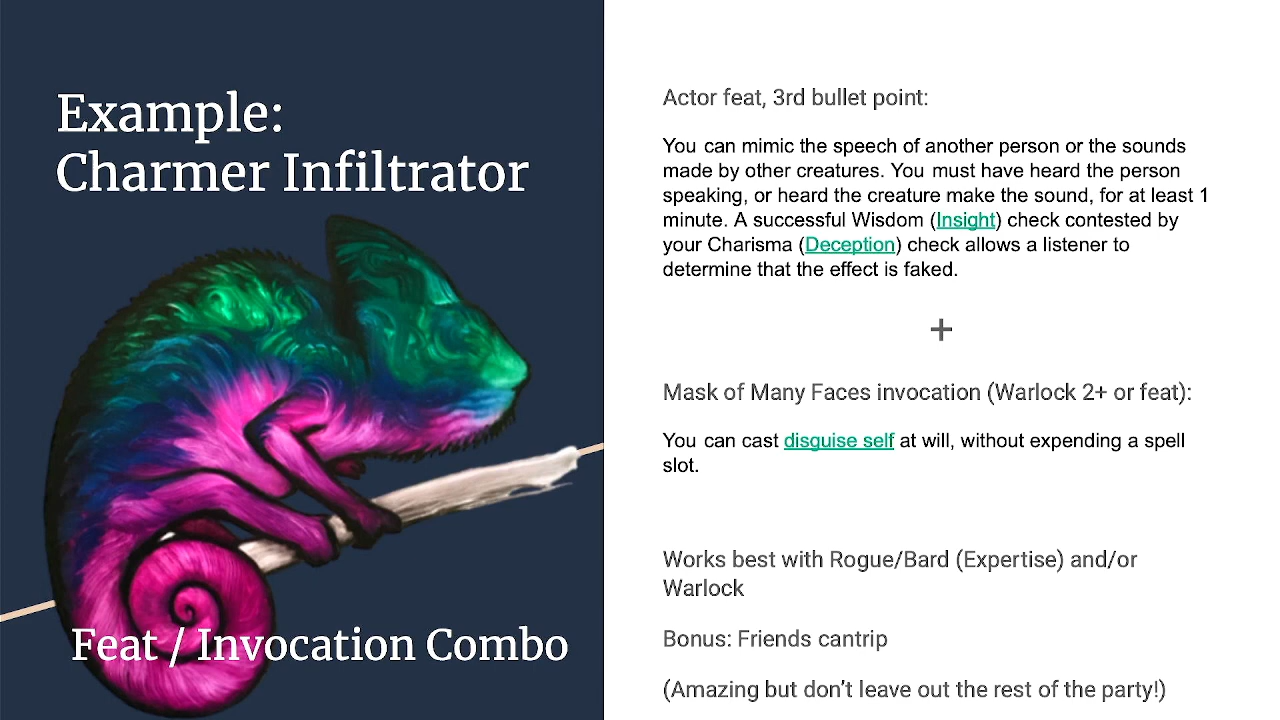 Example:
Charmer Infiltrator
Feat / Invocation Combo
Actor feat, 3rd bullet point:
You can mimic the speech of another person or the sounds
made by other creatures. You must have heard the person
speaking, or heard the creature make the sound, for at least 1
minute. A successful Wisdom (Insight) check contested by
your Charisma (Deception) check allows a listener to
determine that the effect is faked.
+
Mask of Many Faces invocation (Warlock 2+ or feat):
You can cast disguise self at will, without expending a spell
slot.
Works best with Rogue/Bard (Expertise) and/or
Warlock
Bonus: Friends cantrip
(Amazing but don’t leave out the rest of the party!)